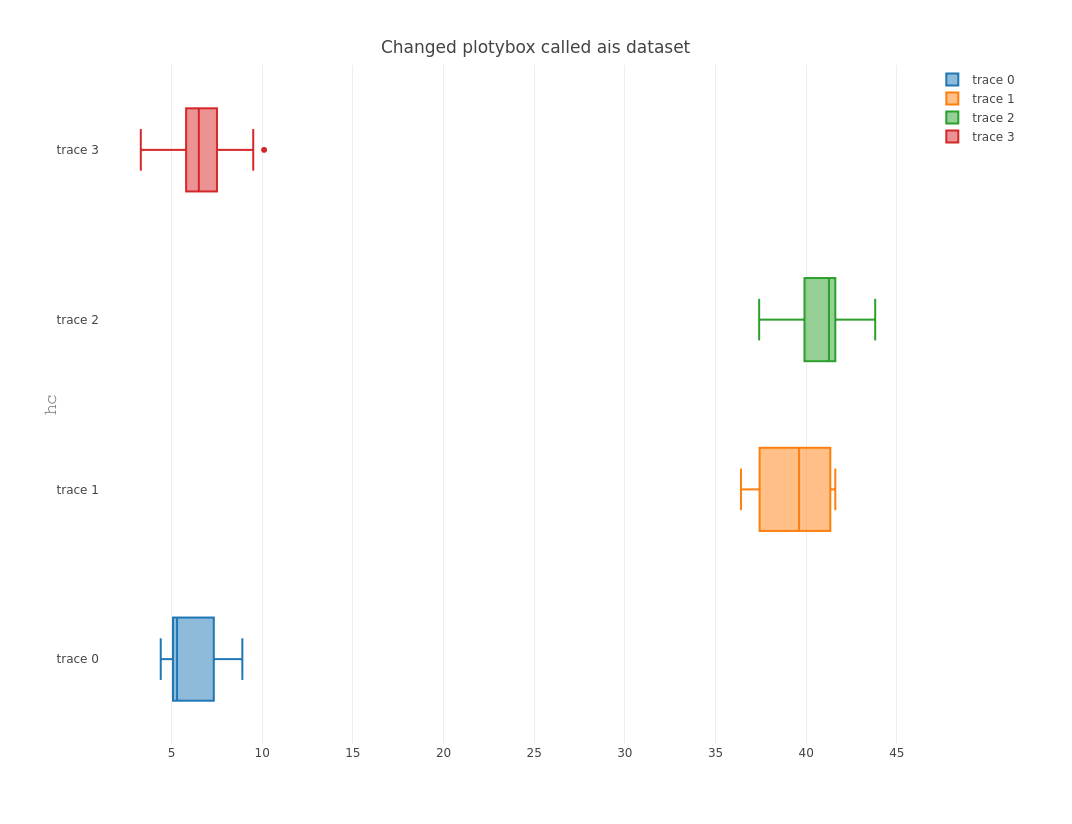 Changed plotybox called ais dataset
trace 0
trace 1
trace 2
trace 3
trace 3
trace 2
hc
trace 1
trace 0
5 10 15 20 25 30 35 40 45